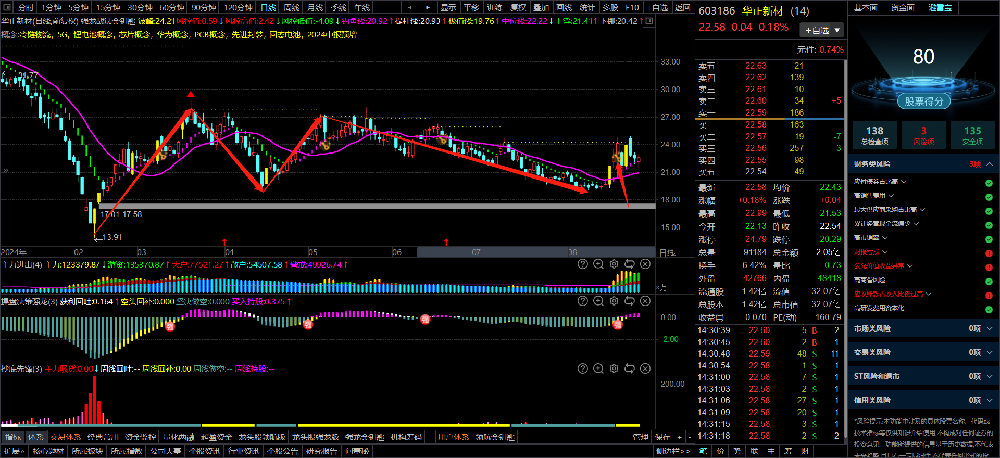 分时 1分钟 5分钟 15分钟 30分钟 60分钟 90分钟 120分钟 日线 周线 月线 季线 年线 显示 平移 训练 复权 叠加 画线 统计 多股 F10 +自选 返回
华正新材(日线,前复权) 强龙战法金钥匙 波峰:24.21 风控值:0.59↓ 风控高值:2.42↓ 风控低值:-4.09↓ 钓鱼线:20.92↑ 提杆线:20.93↑ 极值线:19.76↑ 中位线:22.22↓ 上浮:21.41↑ 下挪:20.42↑
概念:冷链物流，5G，锂电池概念，芯片概念，华为概念，PCB概念，先进封装，固态电池，2024中报预增
31.77
33.00
30.00
27.00
24.00
21.00
18.00
15.00
17.01-17.58
13.91
2024年 02 03 04 05 06 07 08 日线
主力进出(4) 主力:123379.87↓ 游资:135370.87↑ 大户:77521.27↑ 散户:54507.58↑ 警戒:49926.74↑
×万
操盘决策强龙(3) 获利回吐:0.164↑ 空头回补:0.000 坚决做空:0.000 买入持股:0.375↑
强 强 强 强
0.00
-2.00
抄底先锋(3) 主力吸货:0.00↓ 周线回吐:-- 周线回补:0.00 周线做空:-- 周线持股:--
200.00
指标 体系 交易体系 经典常用 资金监控 量化两融 超盈资金 龙头股领航版 龙头股强龙版 强龙金钥匙 机构筹码 用户体系 领航金钥匙 管理 保存 + -
扩展∧ 核心题材 所属板块 所属指数 公司大事 个股资讯 行业资讯 个股公告 研究报告 问董秘 侧边栏>>
603186 华正新材 (14)
22.58 0.04 0.18% +自选 ▼
元件: 0.74%
卖五 22.63 21
卖四 22.62 139
卖三 22.61 10
卖二 22.60 34 +5
卖一 22.59 186
买一 22.58 163
买二 22.57 19 -7
买三 22.56 257 -3
买四 22.55 98
买五 22.54 49
最新 22.58 均价 22.43
涨幅 +0.18% 涨跌 +0.04
最高 22.99 最低 21.53
今开 22.13 昨收 22.54
涨停 24.79 跌停 20.29
总量 91184 总金额 2.05亿
换手 6.42% 量比 0.73
外盘 42766 内盘 48418
流通股 1.42亿 流值 32.07亿
总股本 1.42亿 总市值 32.07亿
收益㈡ 0.070 PE(动) 160.79
14:30:39 22.60 5 B 2
14:30:45 22.60 2 B 1
14:30:48 22.59 48 S 11
14:30:54 22.58 1 S 1
14:31:00 22.58 7 S 1
14:31:03 22.58 2 S 1
14:31:06 22.58 27 S 1
14:31:09 22.58 20 S 1
14:31:15 22.58 3 S 1
14:31:18 22.58 2 S 2
笔 价 势 联 主 筹 财
基本面 资金面 避雷宝
80
股票得分
138 3 135
总检查项 风险项 安全项
财务类风险 3项
应付债券占比高
高销售费用
最大供应商采购占比高
累计经营现金流偏少
高市销率
财报亏损
公允价值收益异常
高商誉风险
应收账款占收入比例过高
高研发费用资本化
市场类风险 0项
交易类风险 0项
ST风险和退市 0项
信用类风险 0项
*风险提示:本功能中涉及的具体股票名称、代码或
技术指标等仅供知识介绍使用,不构成对任何证券的
投资意见。功能所提供的信息基于历史数据,不代表
未来趋势,且具有一定局限性,不代表任何形式的投